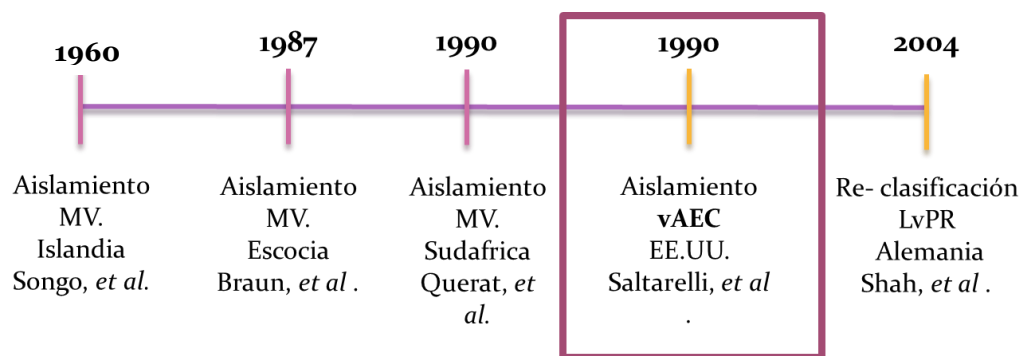 1960
Aislamiento
MV.
Islandia
Songo, et al.
1987
Aislamiento
MV.
Escocia
Braun, et al .
1990
Aislamiento
MV.
Sudafrica
Querat, et
al.
1990
Aislamiento
vAEC
EE.UU.
Saltarelli, et al
.
2004
Re- clasificación
LvPR
Alemania
Shah, et al .